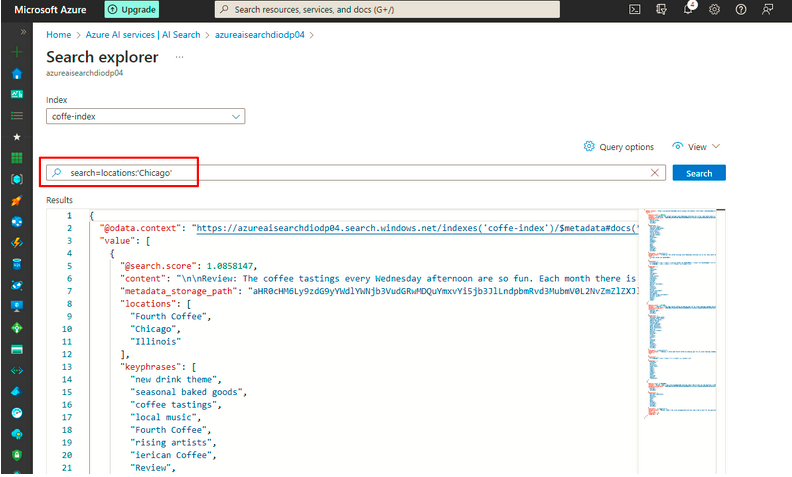 Microsoft Azure
Upgrade
Search resources, services, and docs (G+/)
4
Home > Azure AI services | AI Search > azureaisearchdiodp04 >
Search explorer ...
azureaisearchdiodp04
Index
coffe-index
Query options
View
search=locations:'Chicago'
Search
Results
1 {
2 "@odata.context": "https://azureaisearchdiodp04.search.windows.net/indexes('coffe-index')/$metadata#docs(*
3 "value": [
4 {
5 "@search.score": 1.0858147,
6 "content": "\n\nReview: The coffee tastings every Wednesday afternoon are so fun. Each month there is
7 "metadata_storage_path":
8 "locations": [
9 "Fourth Coffee",
10 "Chicago",
11 "Illinois"
12 ],
13 "keyphrases": [
14 "new drink theme",
15 "seasonal baked goods",
16 "coffee tastings",
17 "local music",
18 "Fourth Coffee",
19 "rising artists",
20 "ierican Coffee",
21 "Review",